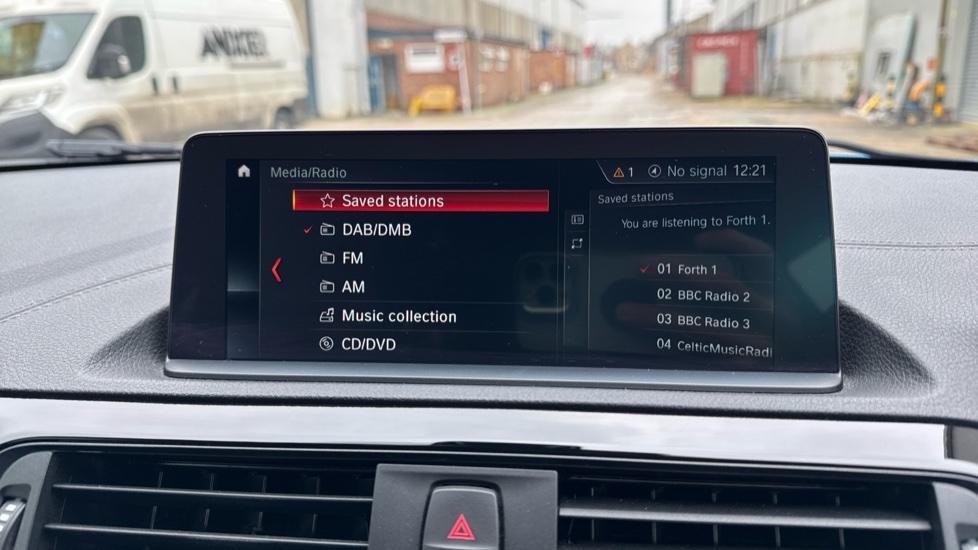 Media/Radio
1 No signal 12:21
Saved stations
DAB/DMB
FM
AM
Music collection
CD/DVD
Saved stations
You are listening to Forth 1.
01 Forth 1
02 BBC Radio 2
03 BBC Radio 3
04 CelticMusicRadi